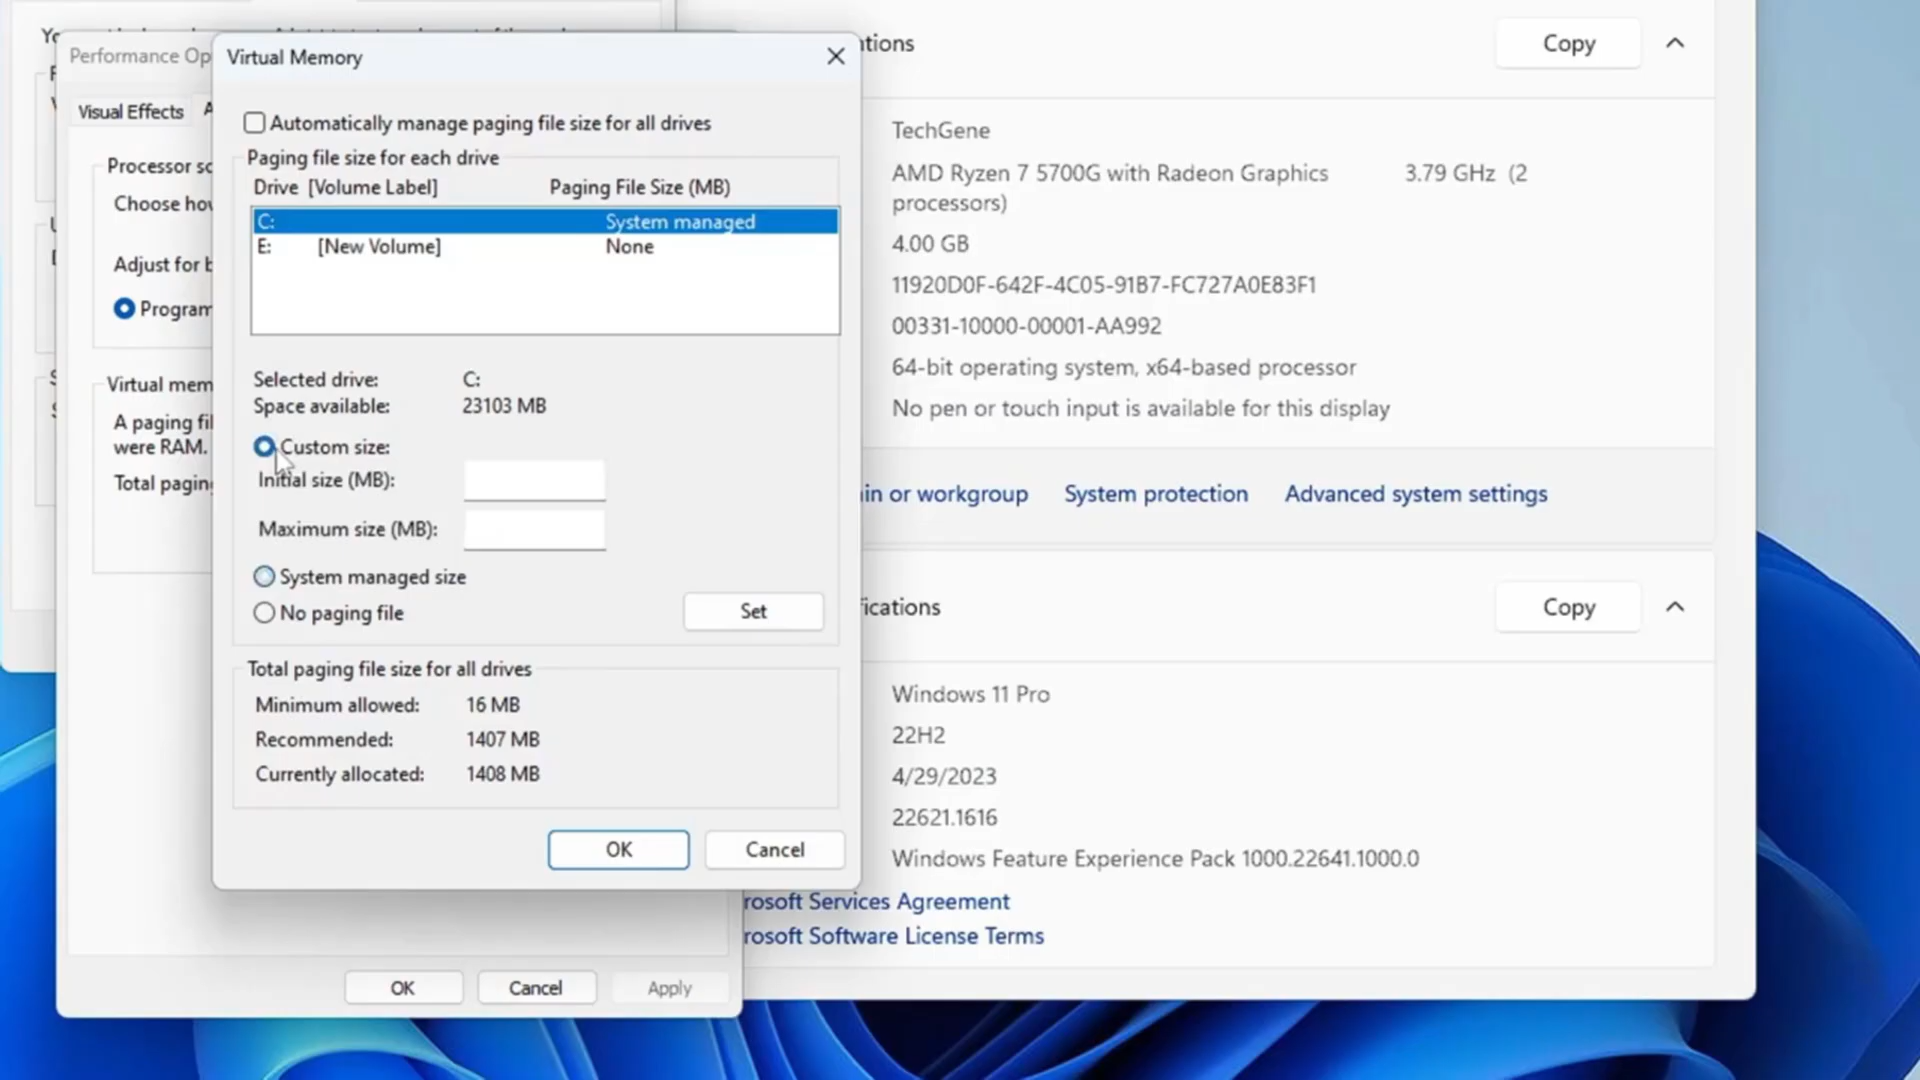 Performance Op
Virtual Memory
Visual Effects
Automatically manage paging file size for all drives
Processor sc
Paging file size for each drive
Drive [Volume Label] Paging File Size (MB)
Choose how
C: System managed
E: [New Volume] None
Adjust for b
Program
Virtual mem
Selected drive: C:
Space available: 23103 MB
A paging fil
were RAM.
Custom size:
Initial size (MB):
Total paging
Maximum size (MB):
System managed size
No paging file
Set
Total paging file size for all drives
Minimum allowed: 16 MB
Recommended: 1407 MB
Currently allocated: 1408 MB
OK Cancel
OK Cancel Apply
tions
Copy
TechGene
AMD Ryzen 7 5700G with Radeon Graphics 3.79 GHz (2
processors)
4.00 GB
11920D0F-642F-4C05-91B7-FC727A0E83F1
00331-10000-00001-AA992
64-bit operating system, x64-based processor
No pen or touch input is available for this display
in or workgroup System protection Advanced system settings
ications
Copy
Windows 11 Pro
22H2
4/29/2023
22621.1616
Windows Feature Experience Pack 1000.22641.1000.0
rosoft Services Agreement
rosoft Software License Terms